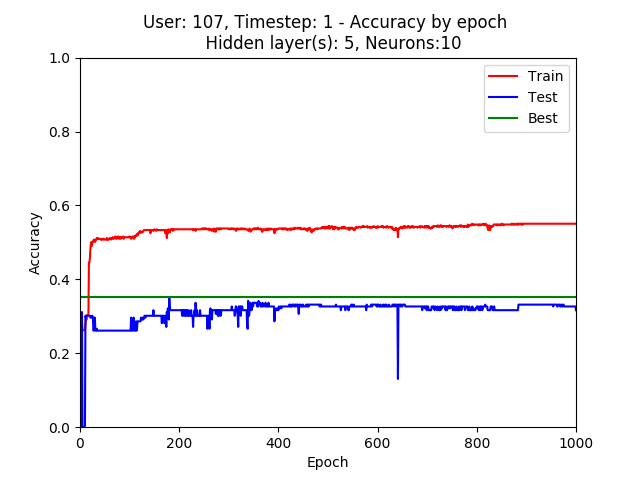 User: 107, Timestep: 1 - Accuracy by epoch
Hidden layer(s): 5, Neurons:10
Train
Test
Best
Accuracy
1.0
0.8
0.6
0.4
0.2
0.0
0 200 400 600 800 1000
Epoch